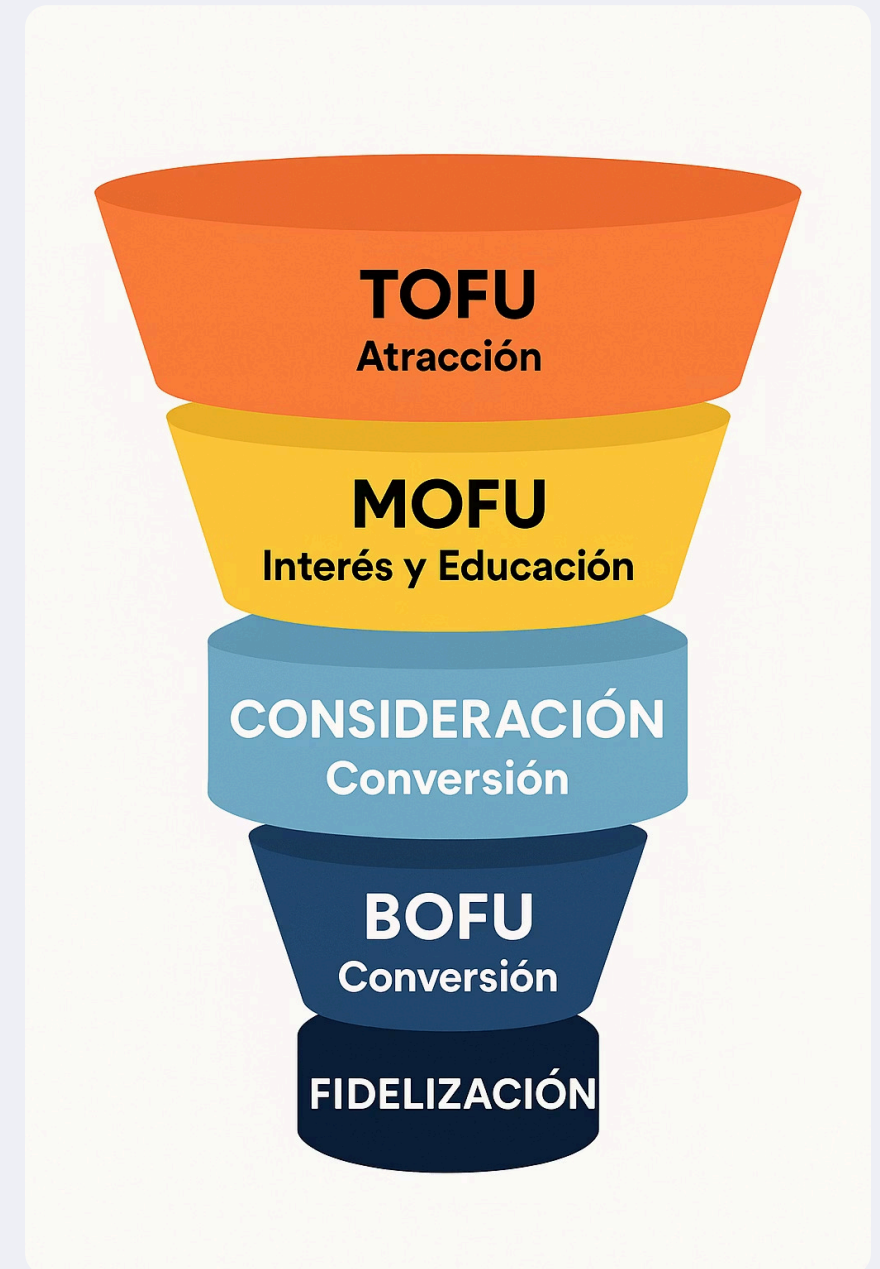 TOFU
Atracción
MOFU
Interés y Educación
CONSIDERACIÓN
Conversión
BOFU
Conversión
FIDELIZACIÓN